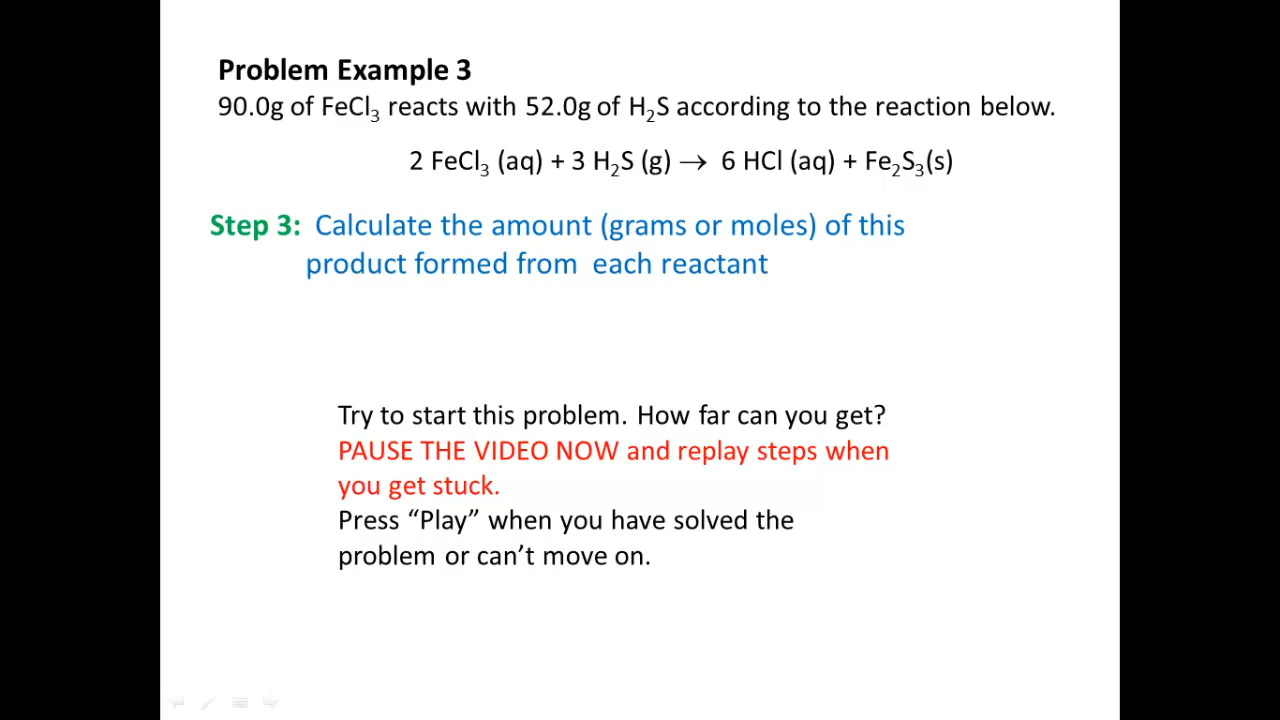 Problem Example 3
90.0g of FeCl₃ reacts with 52.0g of H₂S according to the reaction below.
2 FeCl₃ (aq) + 3 H₂S (g) → 6 HCl (aq) + Fe₂S₃(s)
Step 3: Calculate the amount (grams or moles) of this
product formed from each reactant
Try to start this problem. How far can you get?
PAUSE THE VIDEO NOW and replay steps when
you get stuck.
Press “Play” when you have solved the
problem or can’t move on.